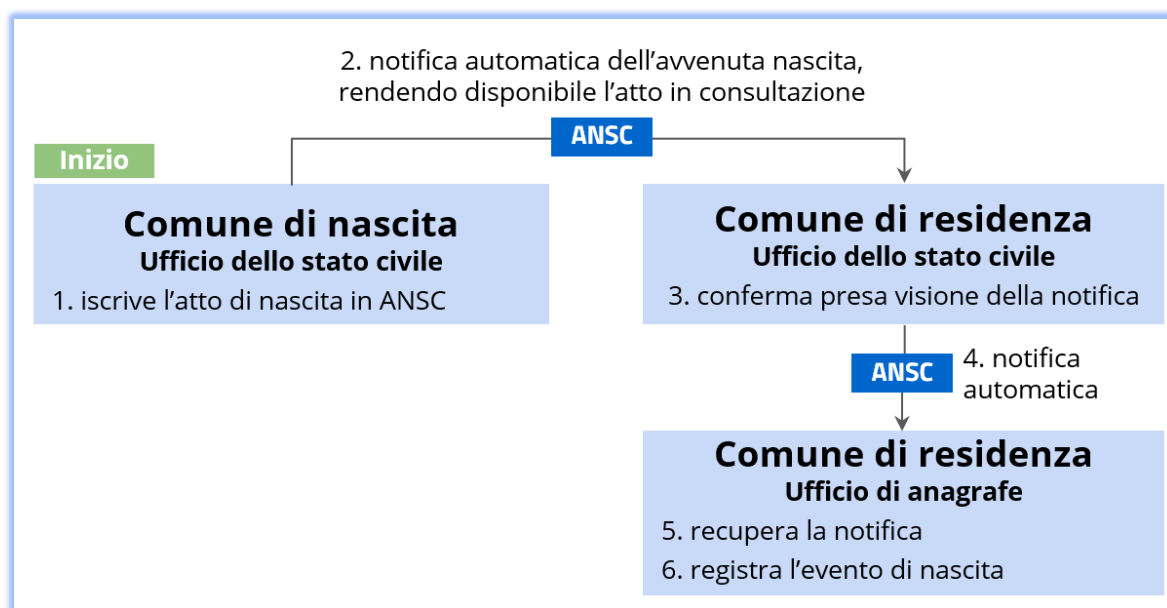 2. notifica automatica dell'avvenuta nascita,
rendendo disponibile l'atto in consultazione
ANSC
Inizio
Comune di nascita
Ufficio dello stato civile
1. iscrive l'atto di nascita in ANSC
Comune di residenza
Ufficio dello stato civile
3. conferma presa visione della notifica
ANSC
4. notifica
automatica
Comune di residenza
Ufficio di anagrafe
5. recupera la notifica
6. registra l'evento di nascita